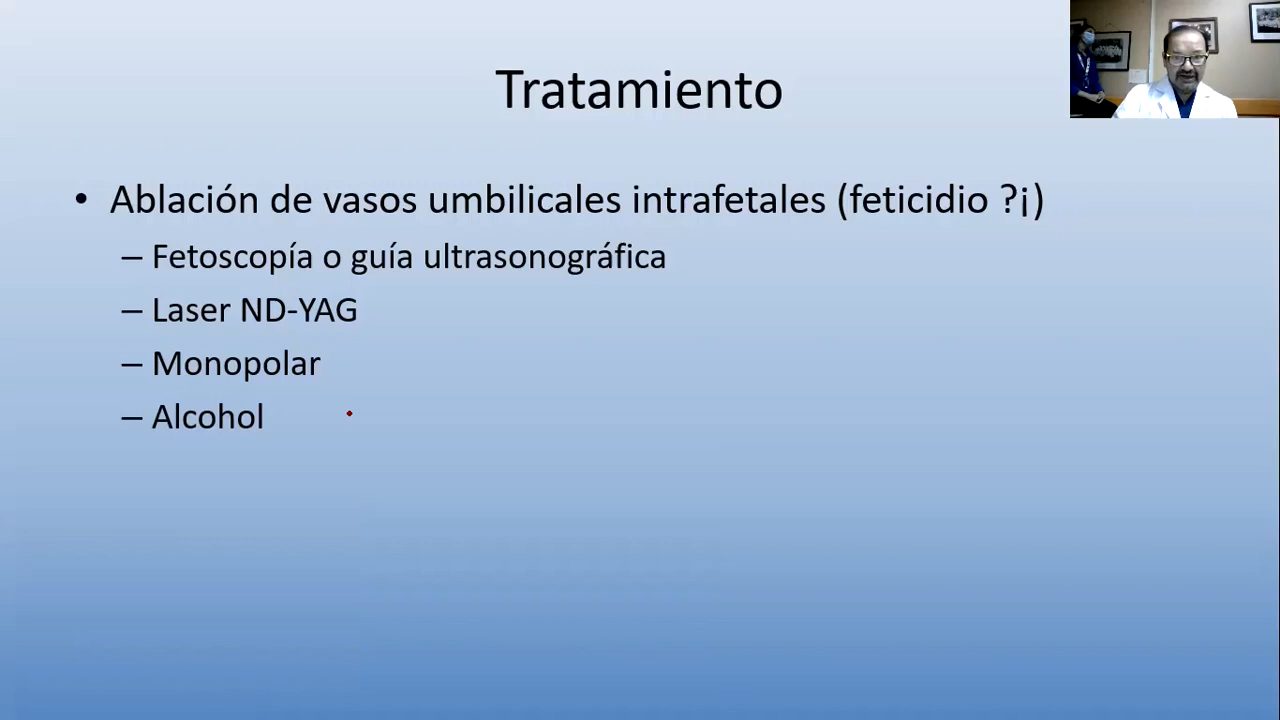 Tratamiento
• Ablación de vasos umbilicales intrafetales (feticidio ?¡)
– Fetoscopía o guía ultrasonográfica
– Laser ND-YAG
– Monopolar
– Alcohol